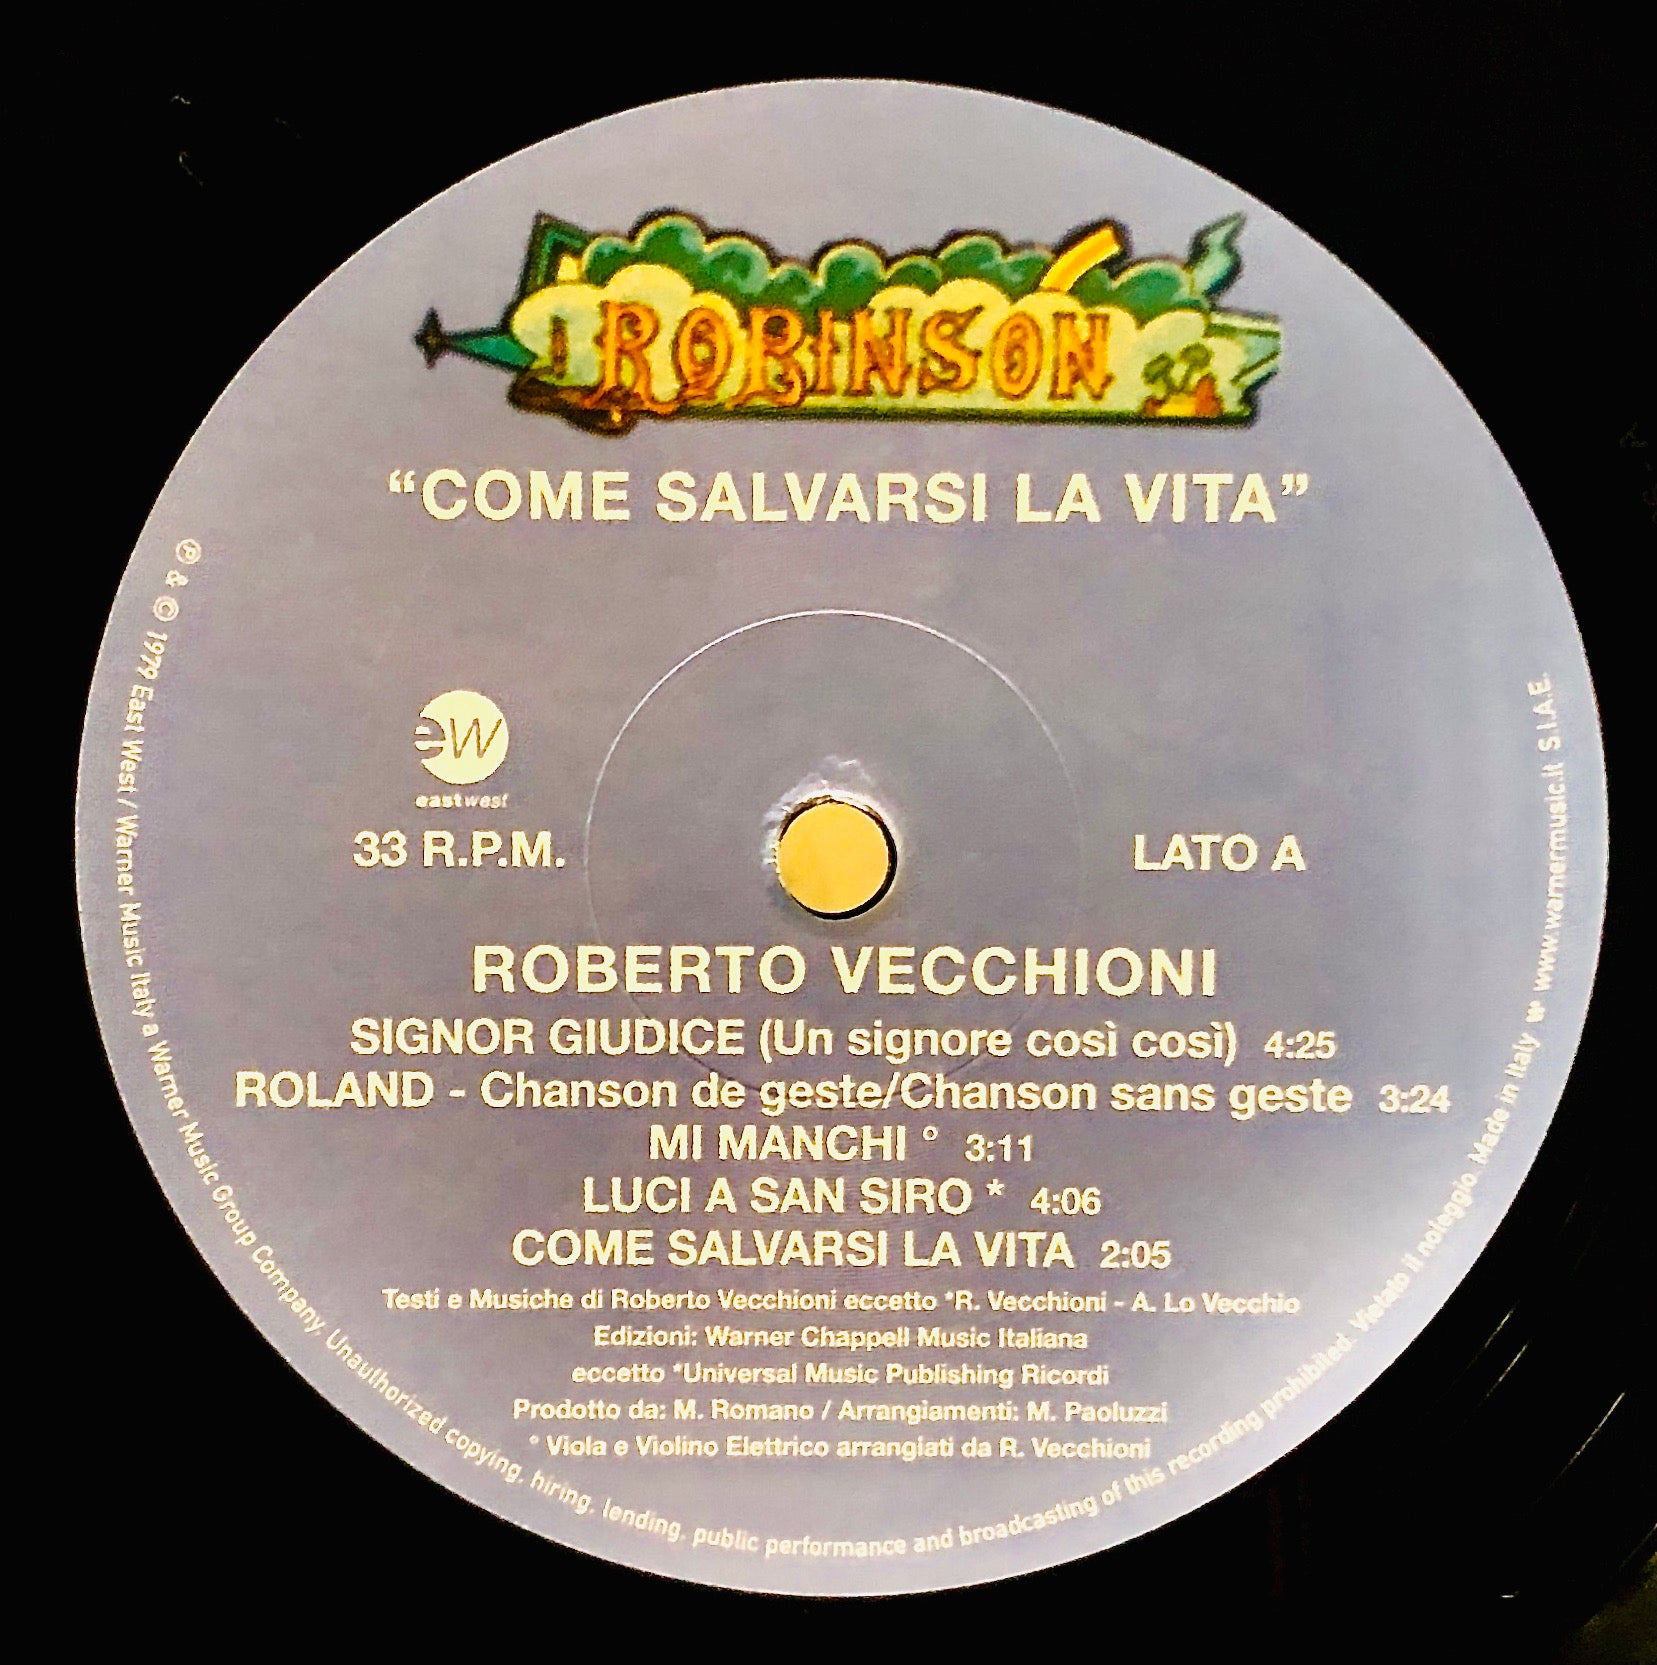 ROBINSON
“COME SALVARSI LA VITA”
ew
eastwest
33 R.P.M.
LATO A
ROBERTO VECCHIONI
SIGNOR GIUDICE (Un signore così così) 4:25
ROLAND - Chanson de geste/Chanson sans geste 3:24
MI MANCHI ° 3:11
LUCI A SAN SIRO * 4:06
COME SALVARSI LA VITA 2:05
Testi e Musiche di Roberto Vecchioni eccetto *R. Vecchioni - A. Lo Vecchio
Edizioni: Warner Chappell Music Italiana
eccetto *Universal Music Publishing Ricordi
Prodotto da: M. Romano / Arrangiamenti: M. Paoluzzi
° Viola e Violino Elettrico arrangiati da R. Vecchioni
℗ & © 1979 East West / Warner Music Italy a Warner Music Group Company. Unauthorized copying, hiring, lending, public performance and broadcasting of this recording prohibited. Vietato il noleggio. Made in Italy www.warnermusic.it S.I.A.E.